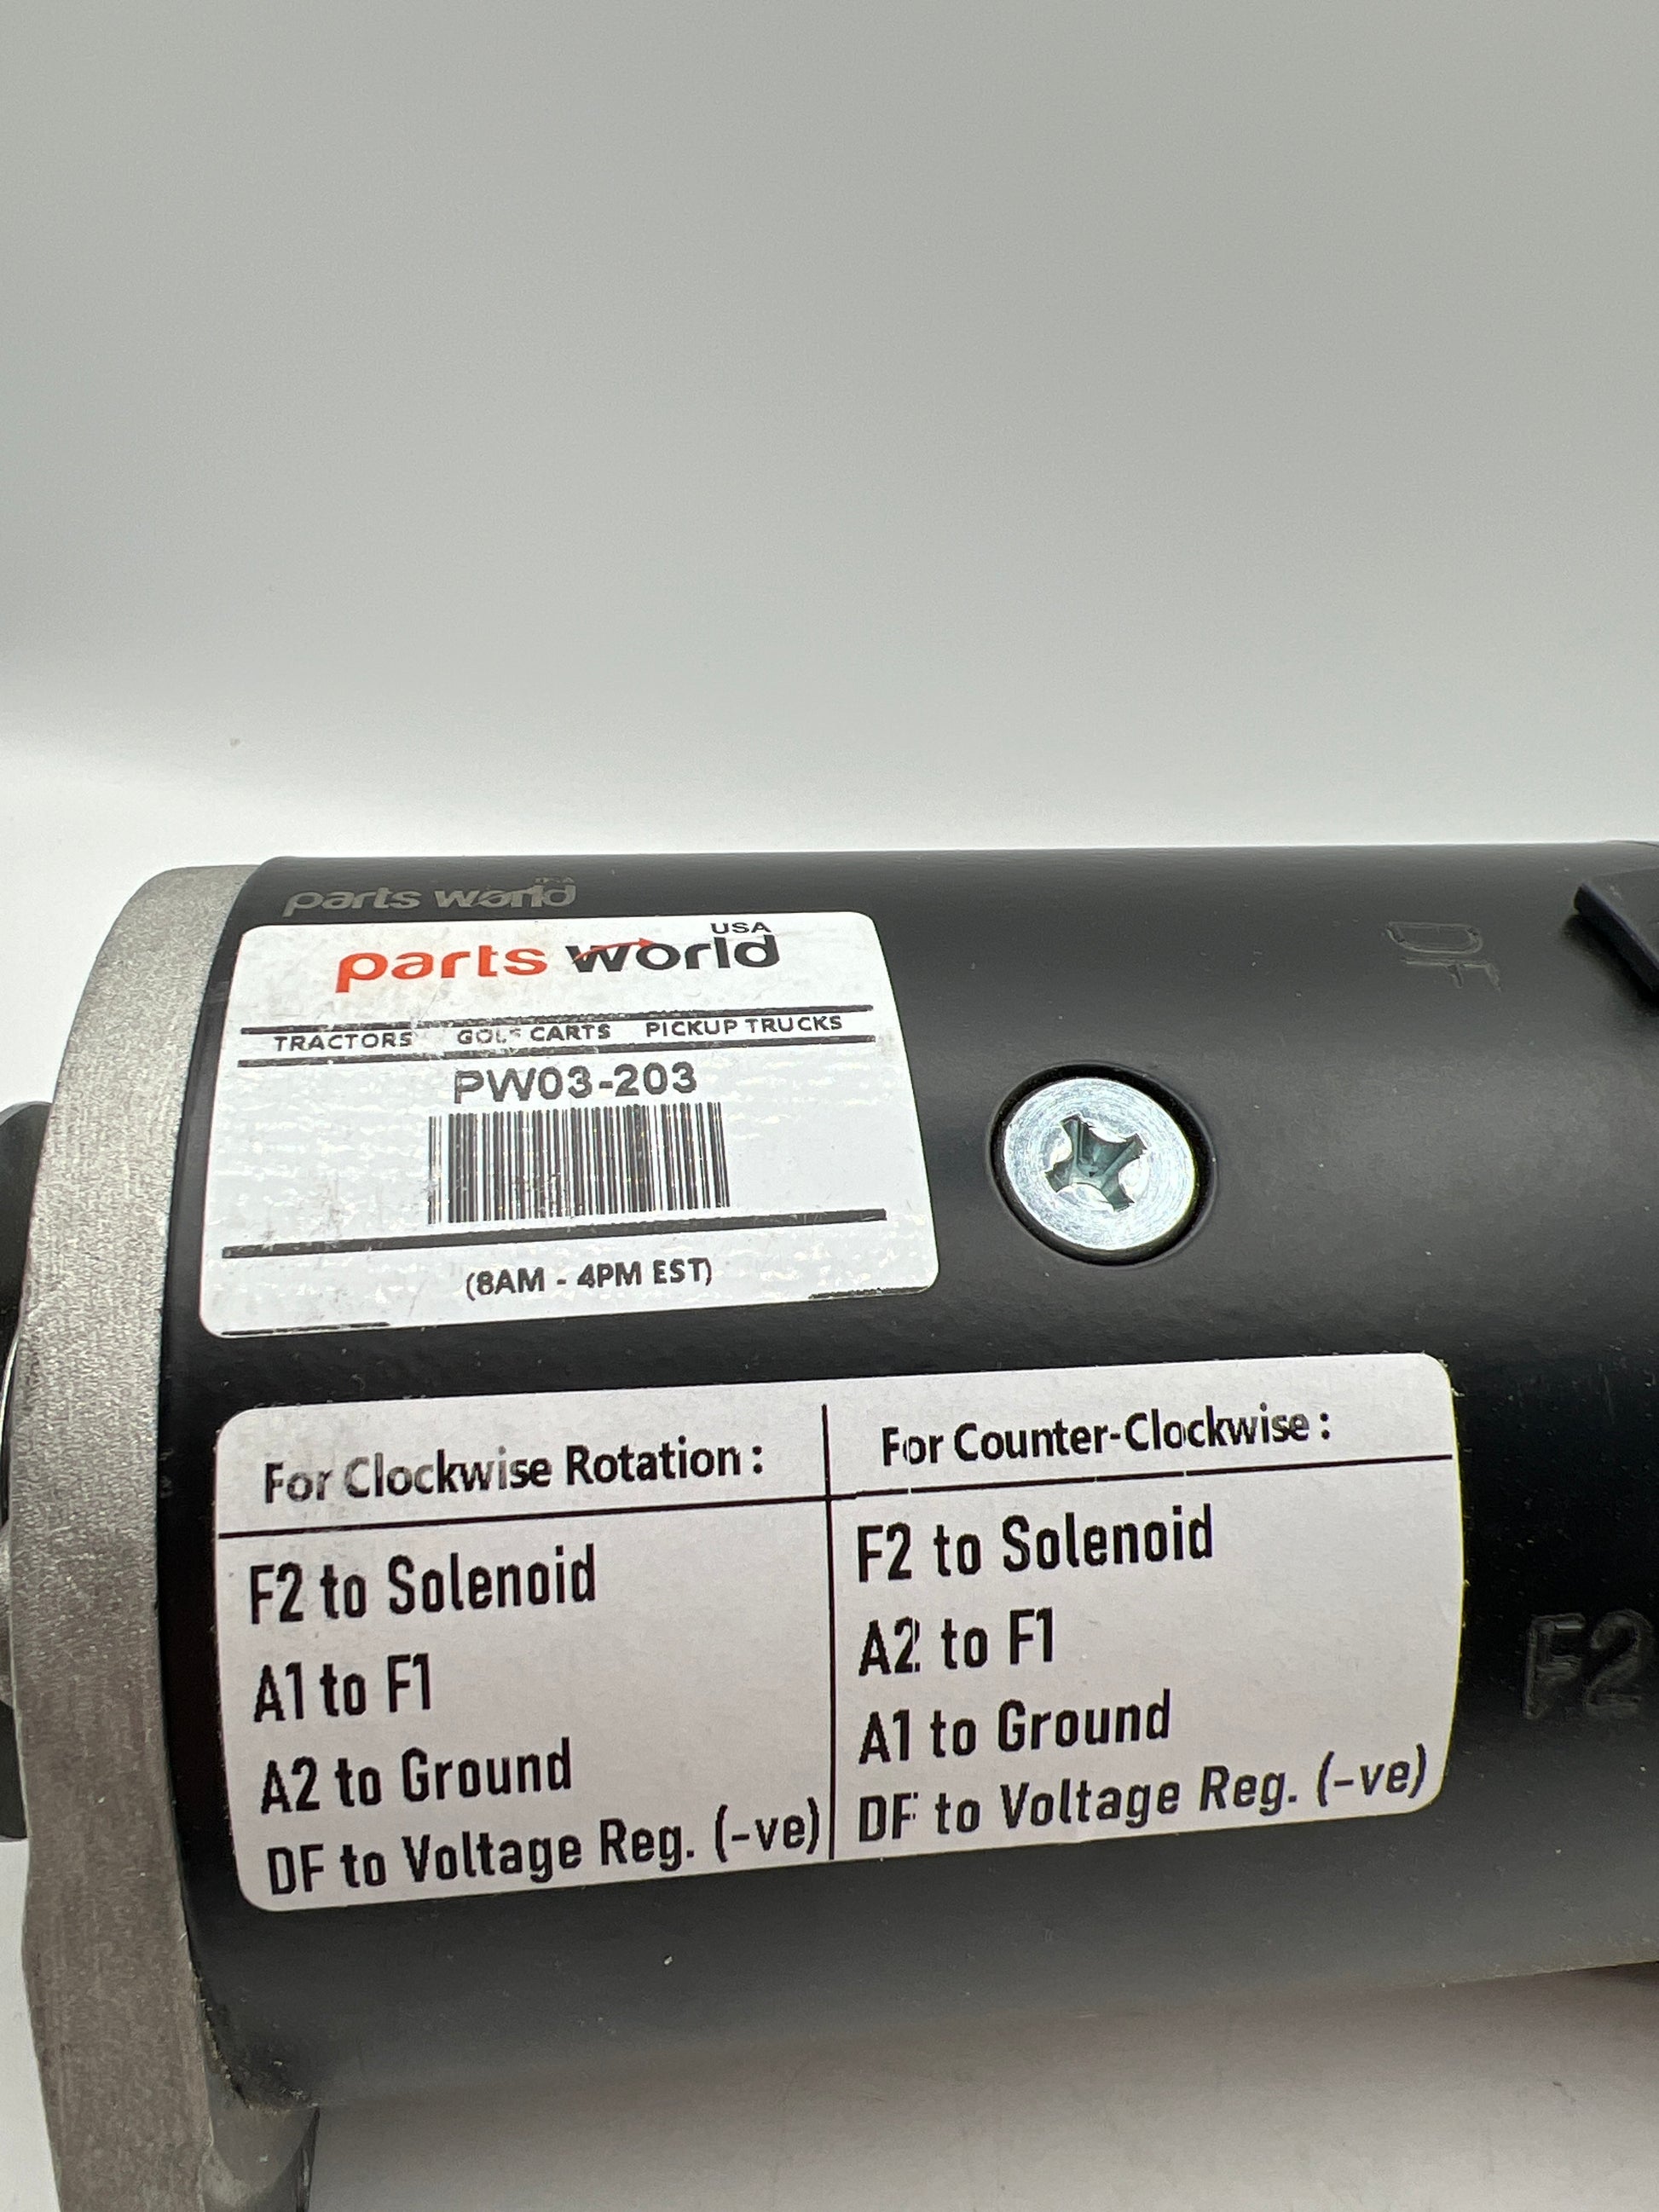 parts world
USA
parts world
TRACTORS GOLF CARTS PICKUP TRUCKS
PW03-203
(8AM - 4PM EST)
DF
For Clockwise Rotation :
F2 to Solenoid
A1 to F1
A2 to Ground
DF to Voltage Reg. (-ve)
For Counter-Clockwise :
F2 to Solenoid
A2 to F1
A1 to Ground
DF to Voltage Reg. (-ve)
F2